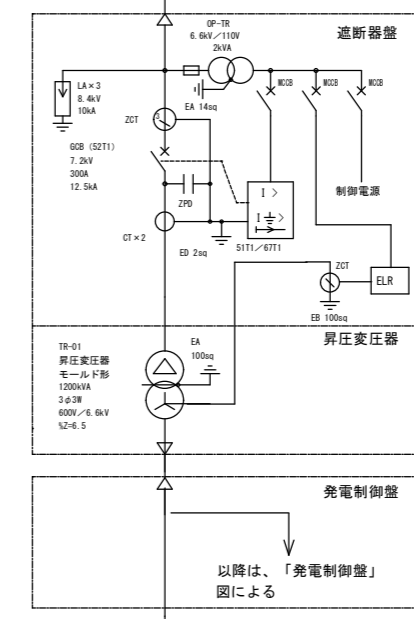 OP-TR
6.6kV／110V
2kVA
遮断器盤
LA×3
8.4kV
10kA
EA 14sq
MCCB
MCCB
MCCB
ZCT
3
GCB (52T1)
7.2kV
300A
12.5kA
ZPD
I ＞
I ＞
制御電源
CT×2
ED 2sq
51T1／67T1
ZCT
ELR
EB 100sq
昇圧変圧器
TR-01
昇圧変圧器
モールド形
1200kVA
3φ3W
600V／6.6kV
%Z=6.5
EA
100sq
発電制御盤
以降は、「発電制御盤」
図による